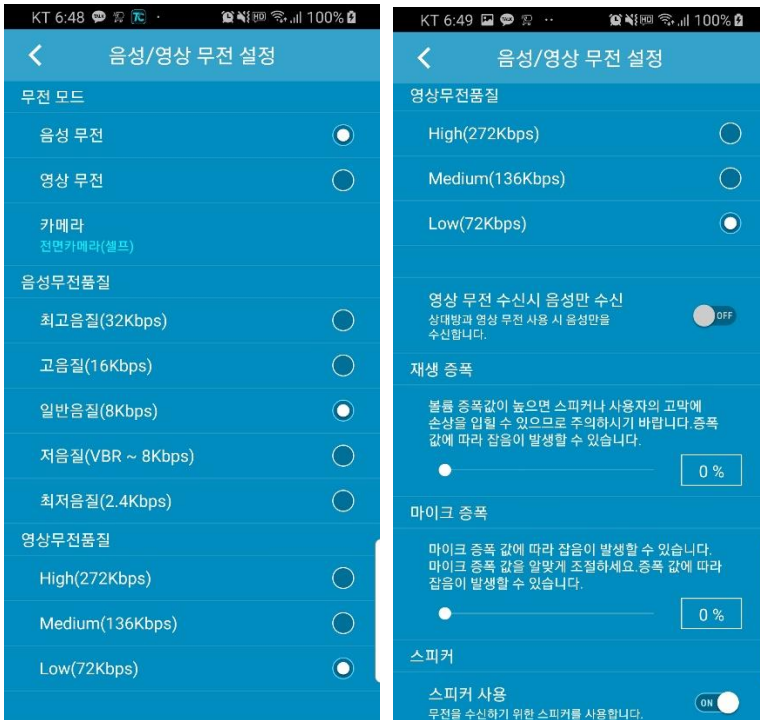 KT 6:48
100%
음성/영상 무전 설정
무전 모드
음성 무전
영상 무전
카메라
전면카메라(셀프)
음성무전품질
최고음질(32Kbps)
고음질(16Kbps)
일반음질(8Kbps)
저음질(VBR ~ 8Kbps)
최저음질(2.4Kbps)
영상무전품질
High(272Kbps)
Medium(136Kbps)
Low(72Kbps)
KT 6:49
100%
음성/영상 무전 설정
영상무전품질
High(272Kbps)
Medium(136Kbps)
Low(72Kbps)
영상 무전 수신시 음성만 수신
상대방과 영상 무전 사용 시 음성만을
수신합니다.
OFF
재생 증폭
볼륨 증폭값이 높으면 스피커나 사용자의 고막에
손상을 입힐 수 있으므로 주의하시기 바랍니다.증폭
값에 따라 잡음이 발생할 수 있습니다.
0 %
마이크 증폭
마이크 증폭 값에 따라 잡음이 발생할 수 있습니다.
마이크 증폭 값을 알맞게 조절하세요.증폭 값에 따라
잡음이 발생할 수 있습니다.
0 %
스피커
스피커 사용
무전을 수신하기 위한 스피커를 사용합니다.
ON